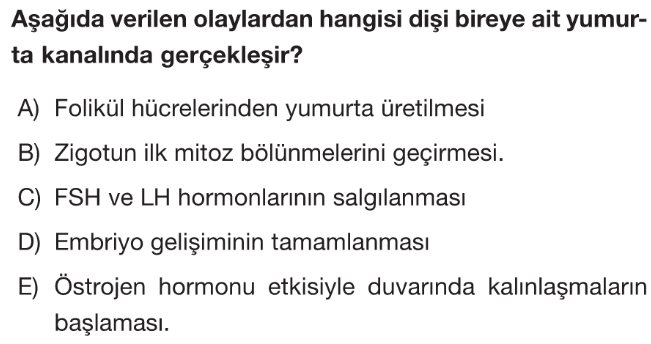 Aşağıda verilen olaylardan hangisi dişi bireye ait yumur-
ta kanalında gerçekleşir?
A) Folikül hücrelerinden yumurta üretilmesi
B) Zigotun ilk mitoz bölünmelerini geçirmesi.
C) FSH ve LH hormonlarının salgılanması
D) Embriyo gelişiminin tamamlanması
E) Östrojen hormonu etkisiyle duvarında kalınlaşmaların
başlaması.